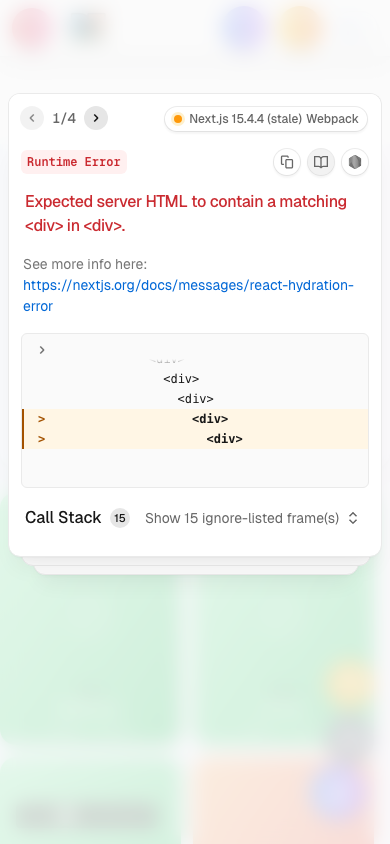 1/4
Next.js 15.4.4 (stale) Webpack
Runtime Error
Expected server HTML to contain a matching
<div> in <div>.
See more info here:
https://nextjs.org/docs/messages/react-hydration-
error
>
<div>
<div>
<div>
> <div>
> <div>
Call Stack 15 Show 15 ignore-listed frame(s)